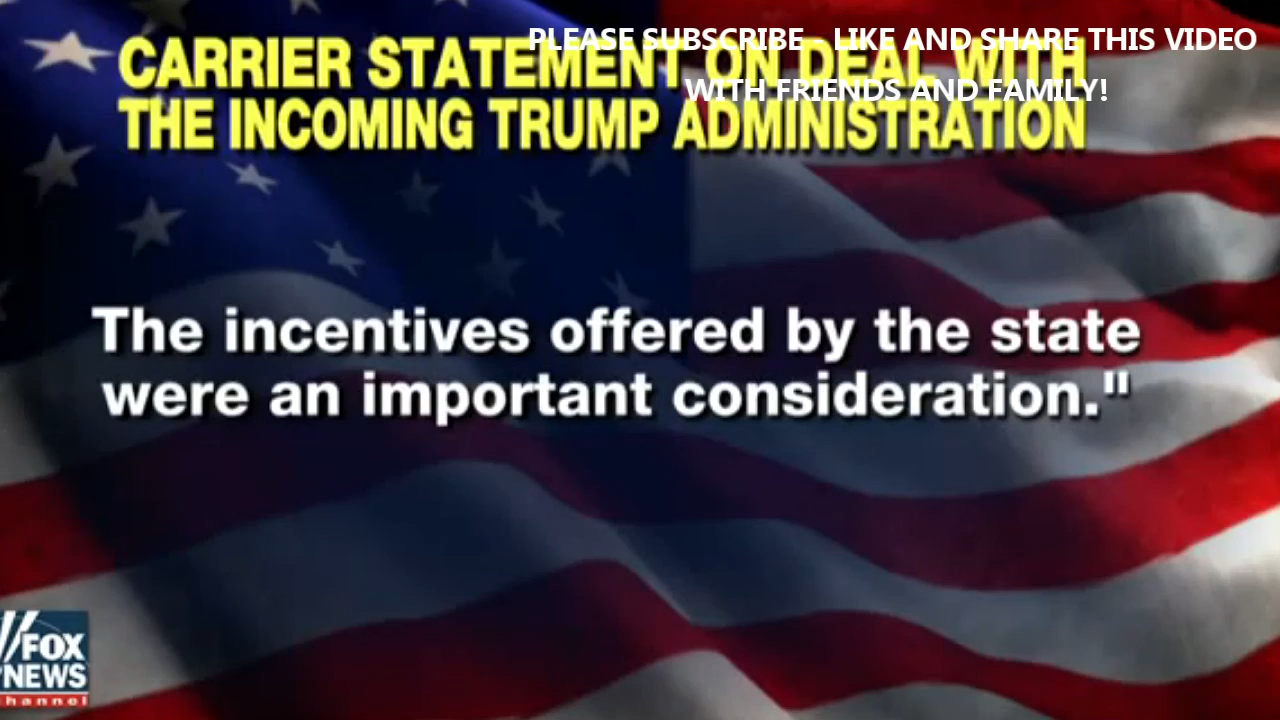 PLEASE SUBSCRIBE   LIKE AND SHARE THIS VIDEO
WITH FRIENDS AND FAMILY!
CARRIER STATEMENT ON DEAL WITH
THE INCOMING TRUMP ADMINISTRATION
The incentives offered by the state
were an important consideration."
FOX
NEWS
channel